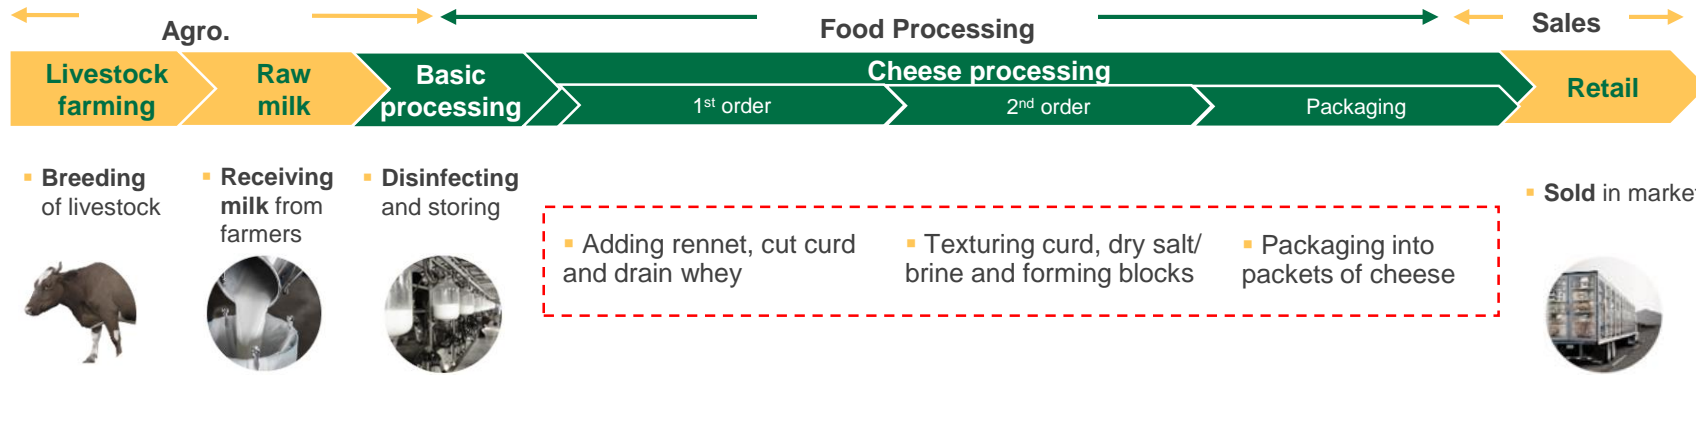 Agro.
Food Processing
Sales
Livestock
farming
Raw
milk
Basic
processing
Cheese processing
1st order
2nd order
Packaging
Retail
▪ Breeding
of livestock
▪ Receiving
milk from
farmers
▪ Disinfecting
and storing
▪ Adding rennet, cut curd
and drain whey
▪ Texturing curd, dry salt/
brine and forming blocks
▪ Packaging into
packets of cheese
▪ Sold in market